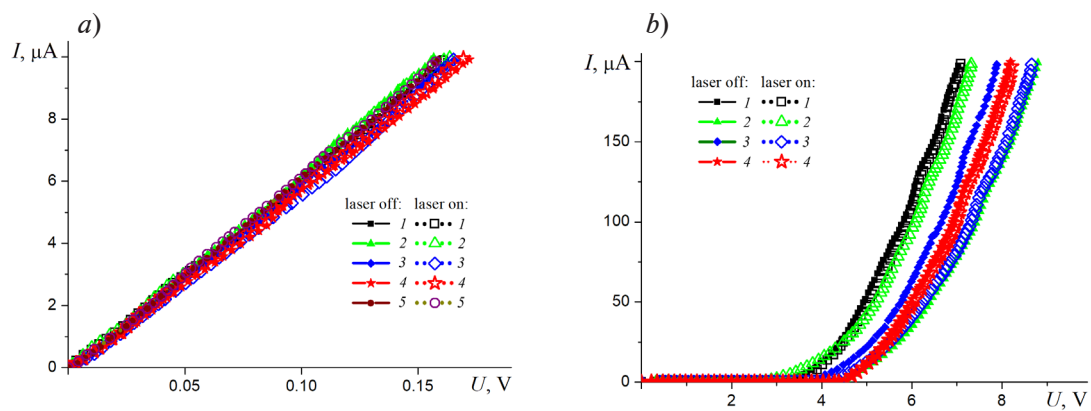 a)
I, μA
8
6
4
2
0
0.05 0.10 0.15
U, V
laser off: laser on:
1 1
2 2
3 3
4 4
5 5
b)
I, μA
150
100
50
0
2 4 6 8
U, V
laser off: laser on:
1 1
2 2
3 3
4 4